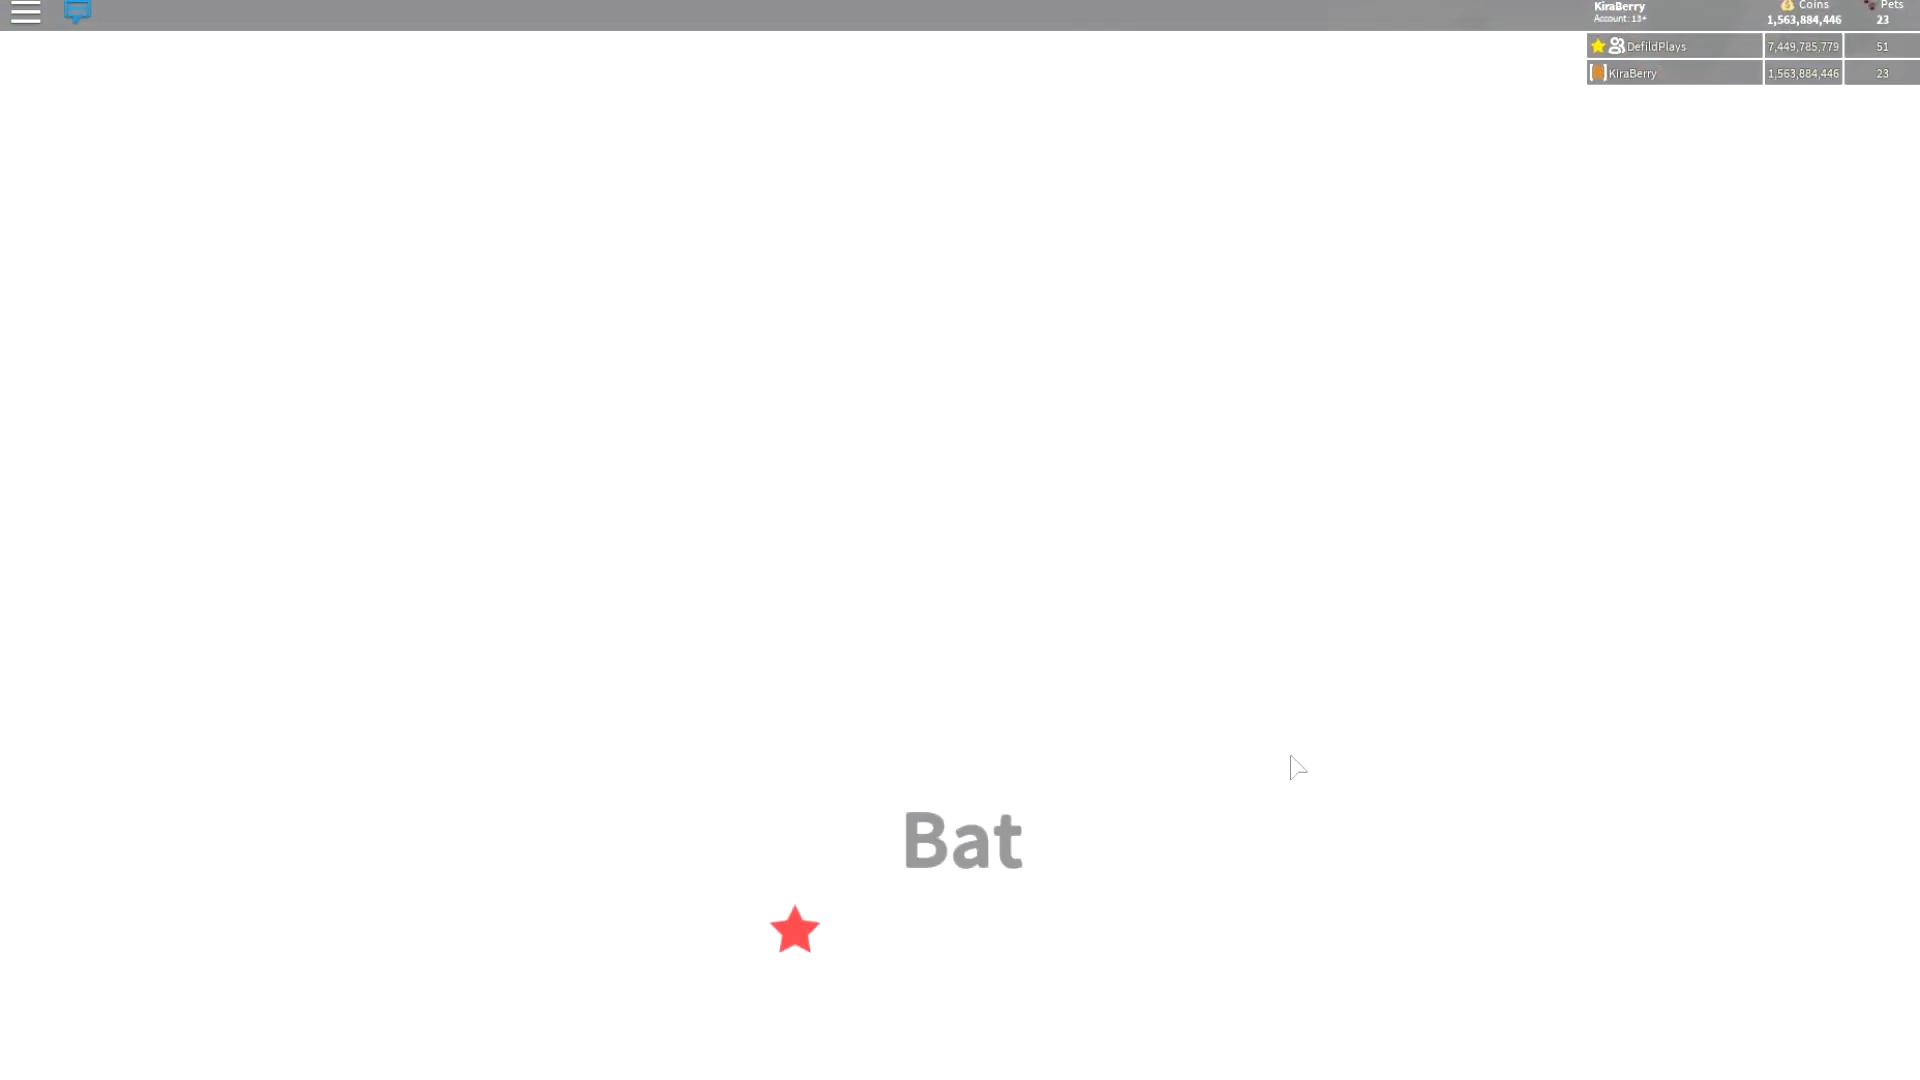 KiraBerry
Account: 13+
Coins
1,563,884,446
Pets
23
DefildPlays 7,449,785,779 51
KiraBerry 1,563,884,446 23
Bat